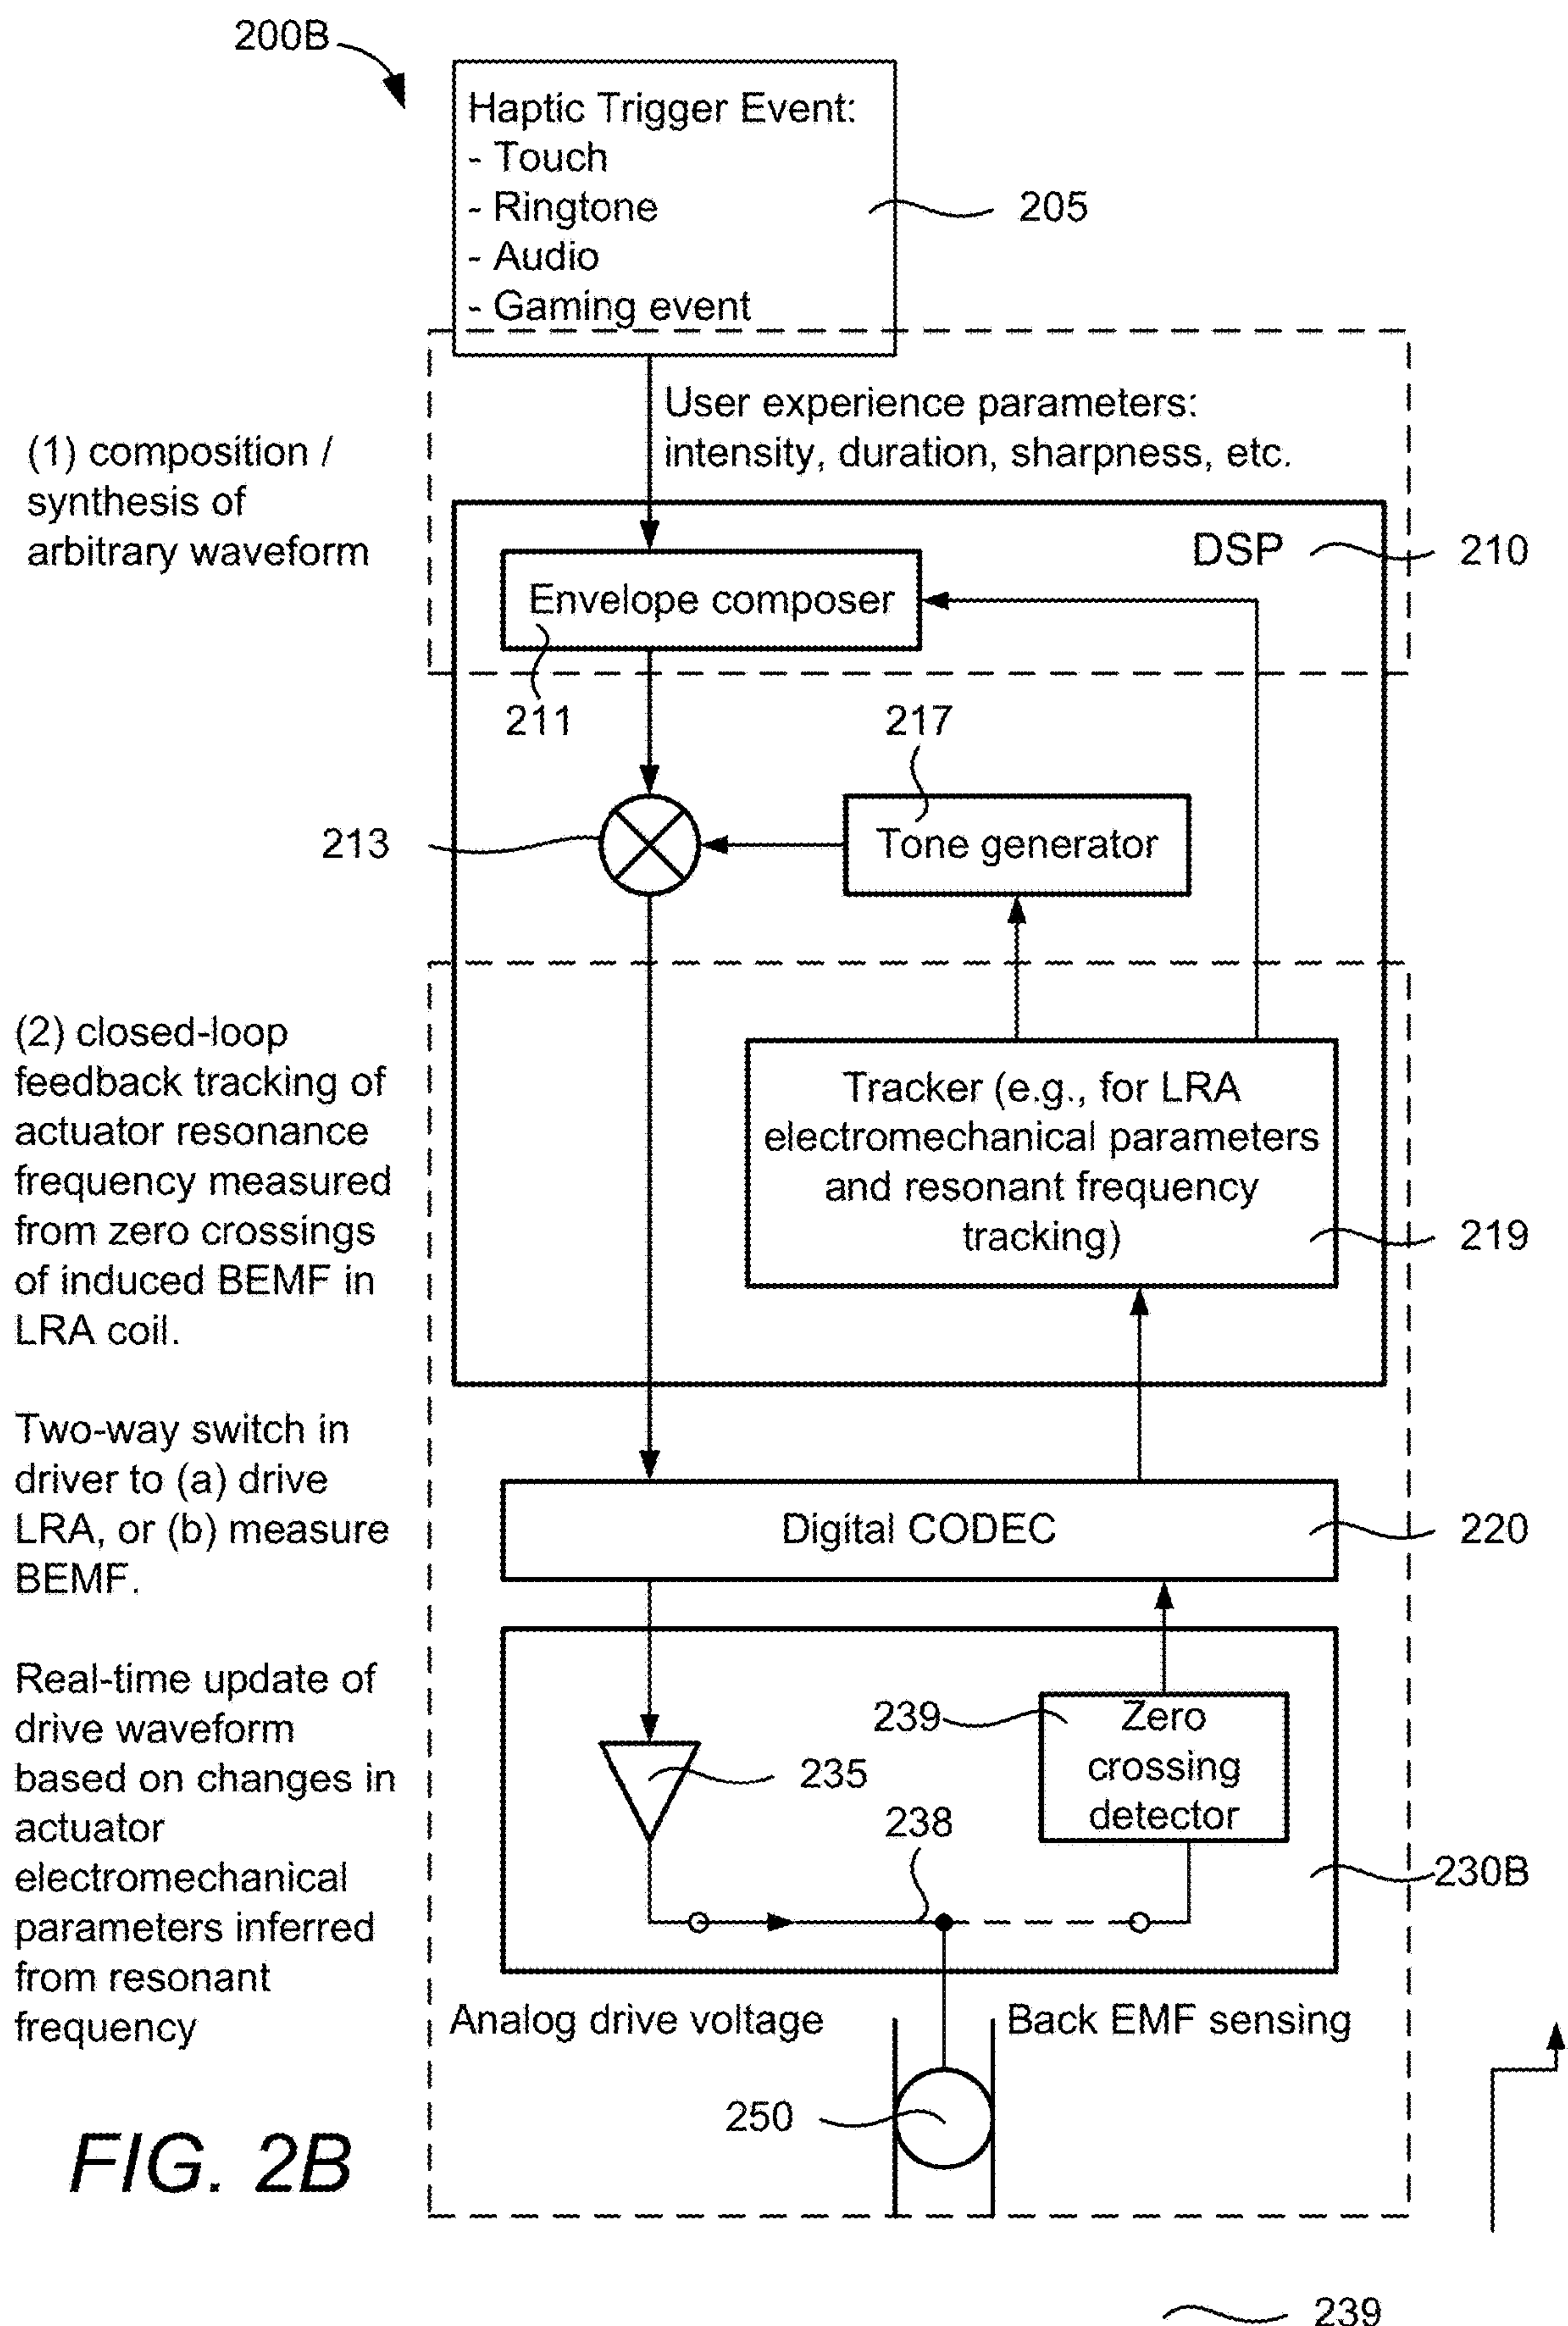 200B
Haptic Trigger Event:
- Touch
- Ringtone
- Audio
- Gaming event
205
User experience parameters:
intensity, duration, sharpness, etc.
(1) composition /
synthesis of
arbitrary waveform
DSP
210
Envelope composer
211
217
213
Tone generator
(2) closed-loop
feedback tracking of
actuator resonance
frequency measured
from zero crossings
of induced BEMF in
LRA coil.
Tracker (e.g., for LRA
electromechanical parameters
and resonant frequency
tracking)
219
Two-way switch in
driver to (a) drive
LRA, or (b) measure
BEMF.
Digital CODEC
220
Real-time update of
drive waveform
based on changes in
actuator
electromechanical
parameters inferred
from resonant
frequency
239
Zero
crossing
detector
235
238
230B
Analog drive voltage
Back EMF sensing
250
FIG. 2B
239